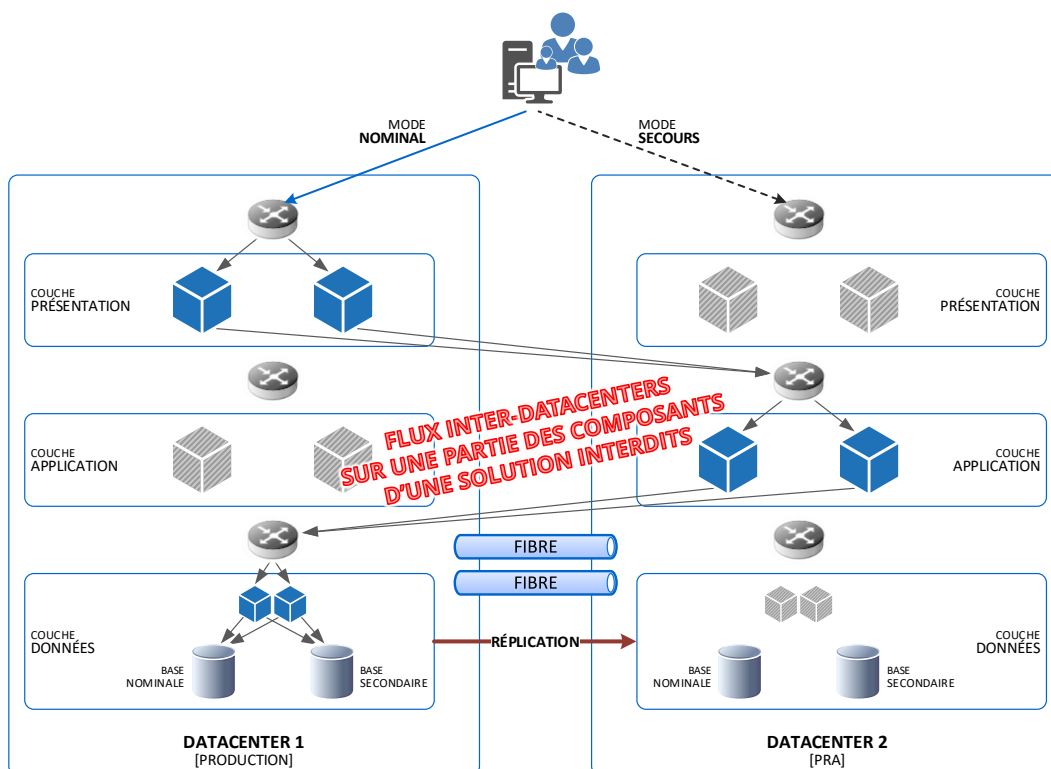 MODE
NOMINAL
MODE
SECOURS
COUCHE
PRÉSENTATION
COUCHE
PRÉSENTATION
FLUX INTER-DATACENTERS
SUR UNE PARTIE DES COMPOSANTS
D'UNE SOLUTION INTERDITS
COUCHE
APPLICATION
COUCHE
APPLICATION
FIBRE
FIBRE
COUCHE
DONNÉES
RÉPLICATION
COUCHE
DONNÉES
BASE
NOMINALE
BASE
SECONDAIRE
BASE
NOMINALE
BASE
SECONDAIRE
DATACENTER 1
[PRODUCTION]
DATACENTER 2
[PRA]